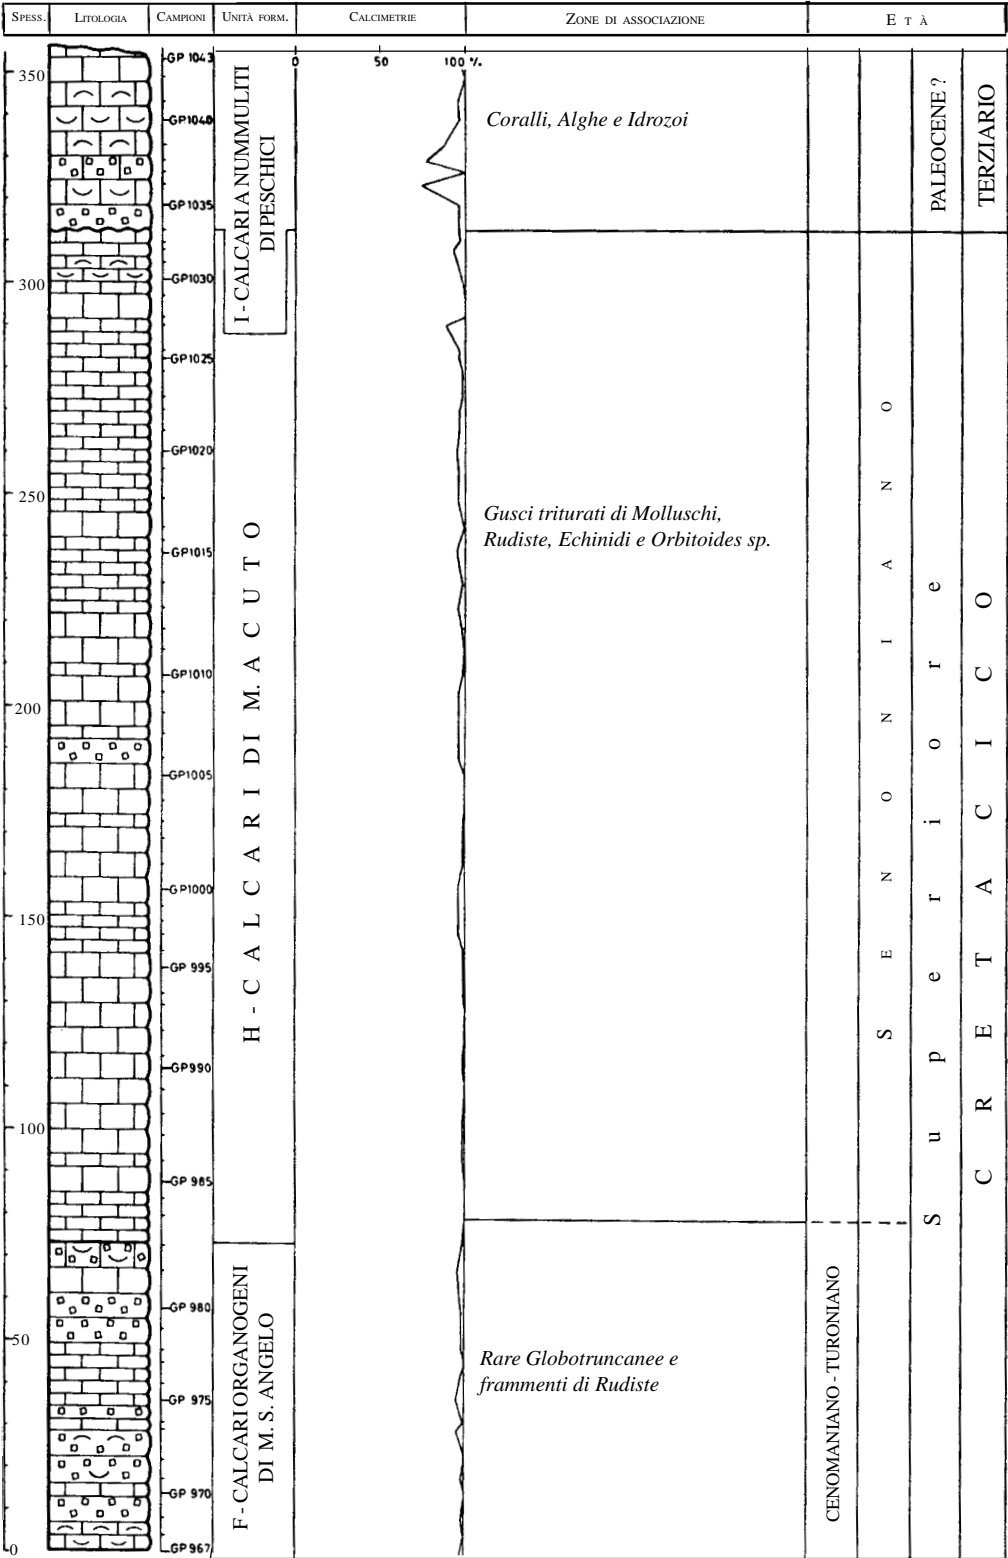 SPESS.
LITOLOGIA
CAMPIONI
UNITÀ FORM.
CALCIMETRIE
ZONE DI ASSOCIAZIONE
E T À
0
50
100 %.
350
300
250
200
150
100
50
0
GP 1043
GP1040
GP1035
GP1030
GP1025
GP1020
GP1015
GP1010
GP1005
GP1000
GP 995
GP 990
GP 985
GP 980
GP 975
GP 970
GP 967
I - CALCARI A NUMMULITI
DI PESCHICI
H - C A L C A R I DI M. A C U T O
F - CALCARI ORGANOGENI
DI M. S. ANGELO
Coralli, Alghe e Idrozoi
Gusci triturati di Molluschi,
Rudiste, Echinidi e Orbitoides sp.
Rare Globotruncanee e
frammenti di Rudiste
CENOMANIANO - TURONIANO
S E N O N I A N O
PALEOCENE ?
S u p e r i o r e
TERZIARIO
C R E T A C I C O